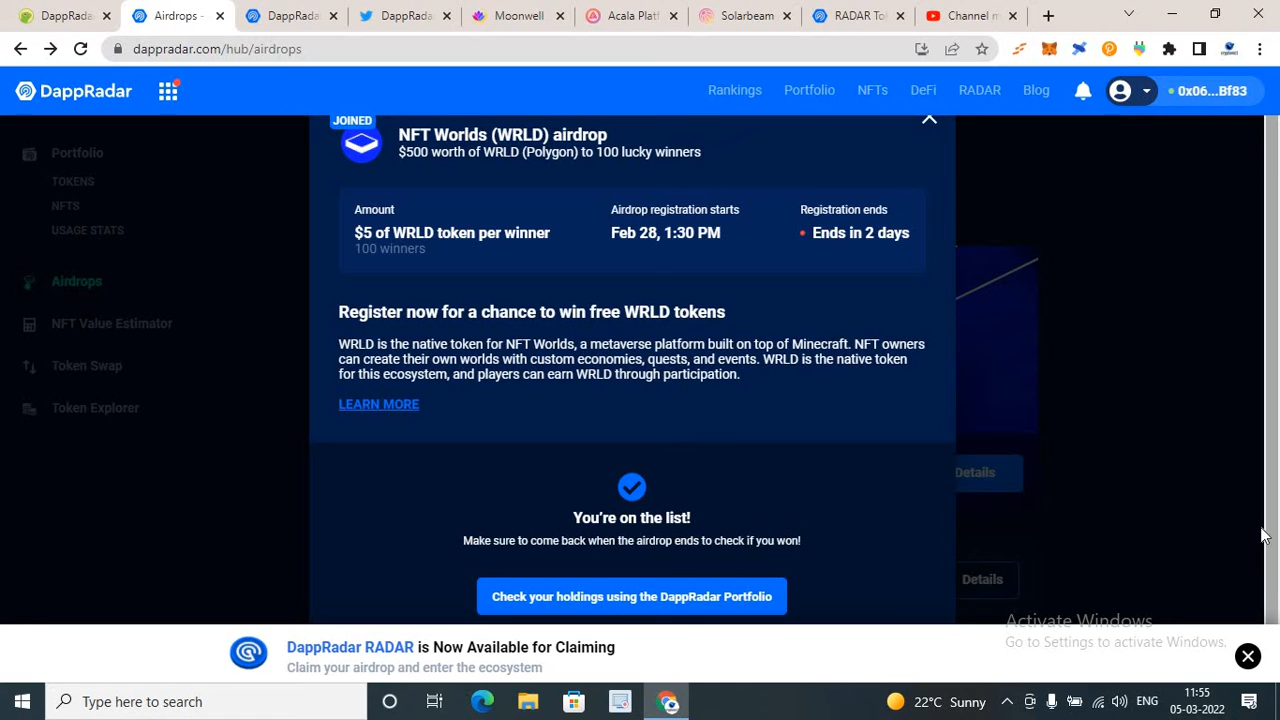 Airdrops -
DappRada
DappRada
Moonwell
Acala Platf
Solarbeam
RADAR To
Channel m
dappradar.com/hub/airdrops
DappRadar
Rankings
Portfolio
NFTs
DeFi
RADAR
Blog
0x06...Bf83
Portfolio
TOKENS
NFTS
USAGE STATS
Airdrops
NFT Value Estimator
Token Swap
Token Explorer
JOINED
NFT Worlds (WRLD) airdrop
$500 worth of WRLD (Polygon) to 100 lucky winners
Amount
$5 of WRLD token per winner
100 winners
Airdrop registration starts
Feb 28, 1:30 PM
Registration ends
Ends in 2 days
Register now for a chance to win free WRLD tokens
WRLD is the native token for NFT Worlds, a metaverse platform built on top of Minecraft. NFT owners
can create their own worlds with custom economies, quests, and events. WRLD is the native token
for this ecosystem, and players can earn WRLD through participation.
LEARN MORE
You're on the list!
Make sure to come back when the airdrop ends to check if you won!
Check your holdings using the DappRadar Portfolio
Details
Details
Activate Windows
Go to Settings to activate Windows.
DappRadar RADAR is Now Available for Claiming
Claim your airdrop and enter the ecosystem
Type here to search
22°C Sunny
ENG
11:55
05-03-2022